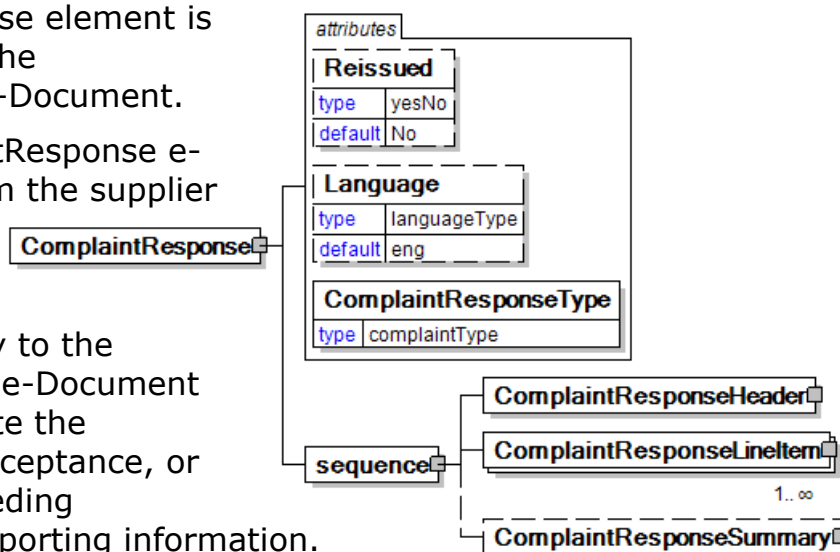 se element is
he
-Document.
tResponse e-
m the supplier
y to the
e-Document
te the
cceptance, or
eding
porting information.
attributes
Reissued
type yesNo
default No
Language
type languageType
default eng
ComplaintResponseType
type complaintType
ComplaintResponse
sequence
ComplaintResponseHeader
ComplaintResponseLineItem
1.. ∞
ComplaintResponseSummary